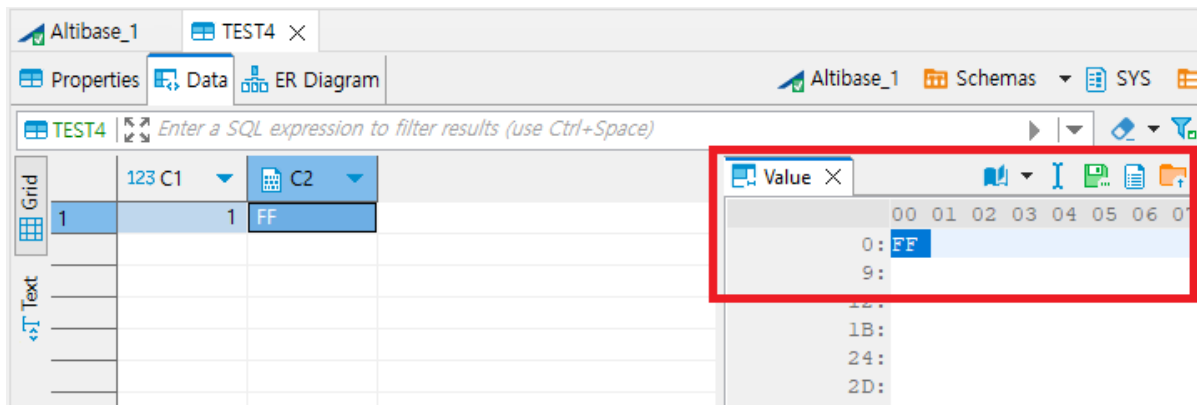 Altibase_1 TEST4
Properties Data ER Diagram Altibase_1 Schemas SYS
TEST4 Enter a SQL expression to filter results (use Ctrl+Space)
Grid
Text
123 C1 C2
1 1 FF
Value
00 01 02 03 04 05 06 07
0: FF
9:
12:
1B:
24:
2D: